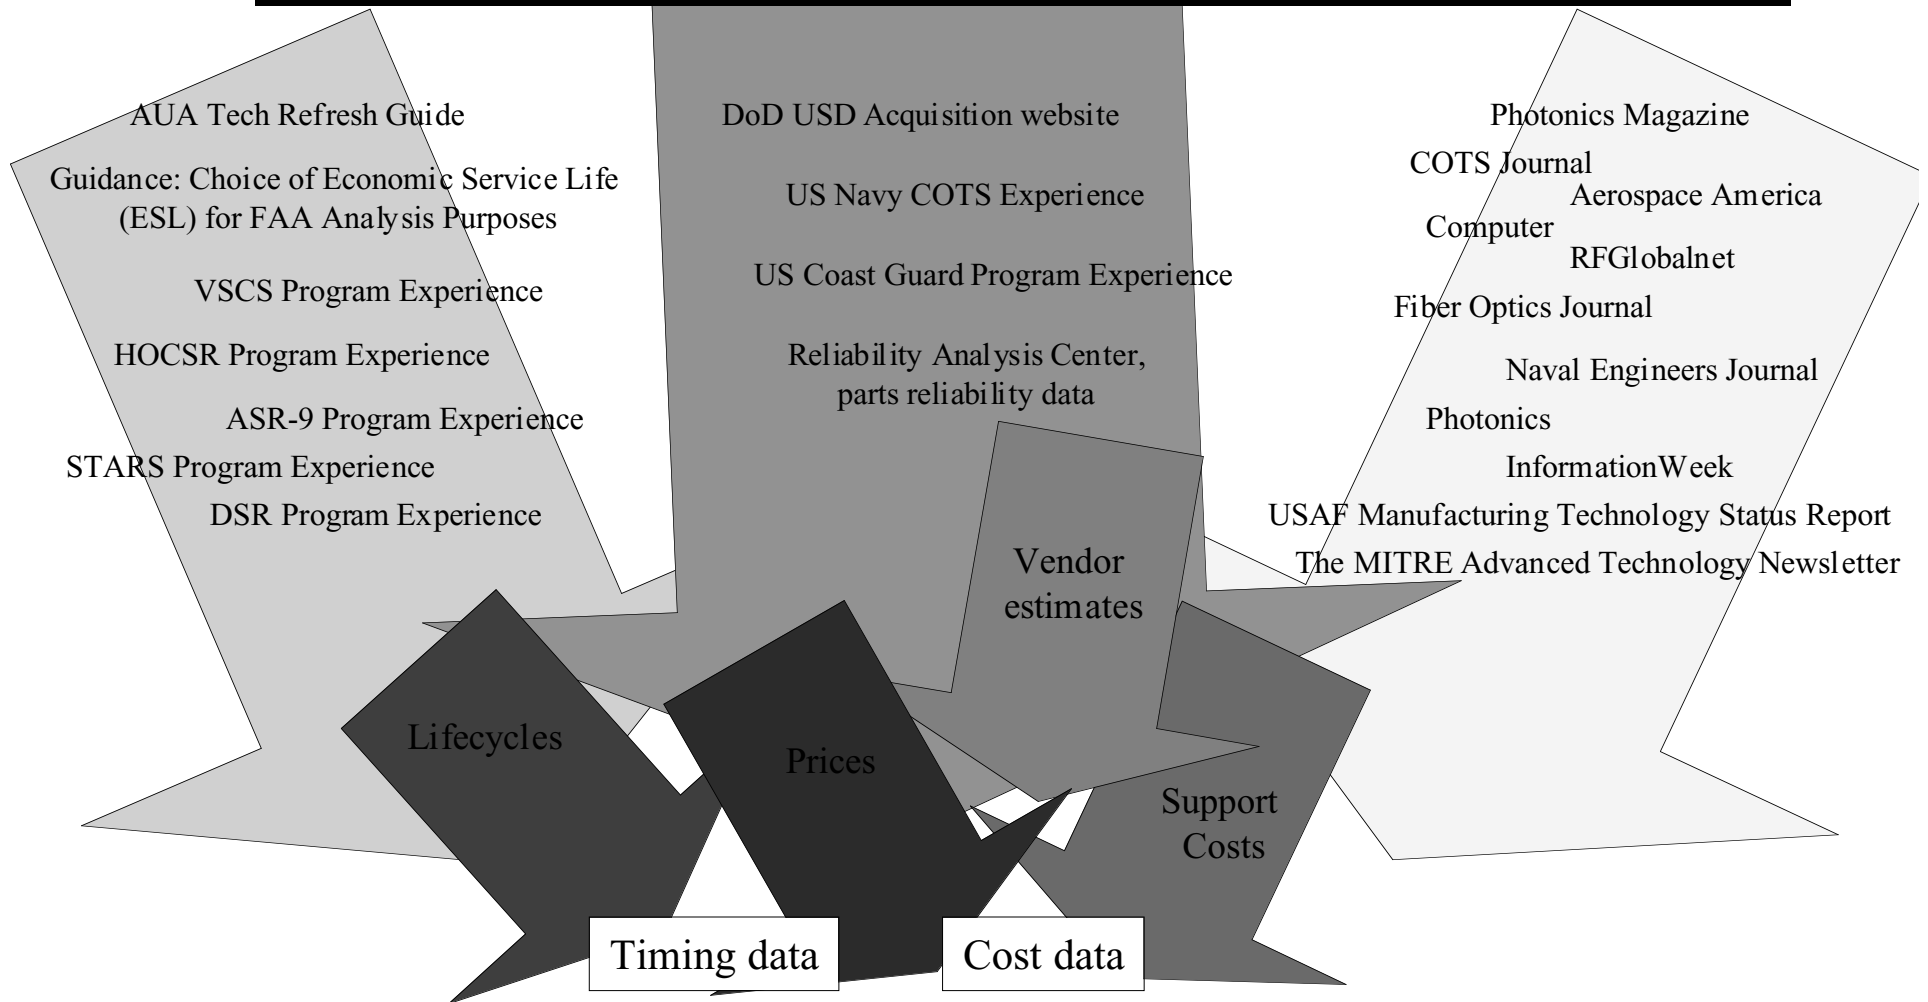 AUA Tech Refresh Guide
Guidance: Choice of Economic Service Life
(ESL) for FAA Analysis Purposes
VSCS Program Experience
HOCSR Program Experience
ASR-9 Program Experience
STARS Program Experience
DSR Program Experience
DoD USD Acquisition website
US Navy COTS Experience
US Coast Guard Program Experience
Reliability Analysis Center,
parts reliability data
Photonics Magazine
COTS Journal
Aerospace America
Computer
RFGlobalnet
Fiber Optics Journal
Naval Engineers Journal
Photonics
InformationWeek
USAF Manufacturing Technology Status Report
The MITRE Advanced Technology Newsletter
Vendor
estimates
Lifecycles
Prices
Support
Costs
Timing data
Cost data